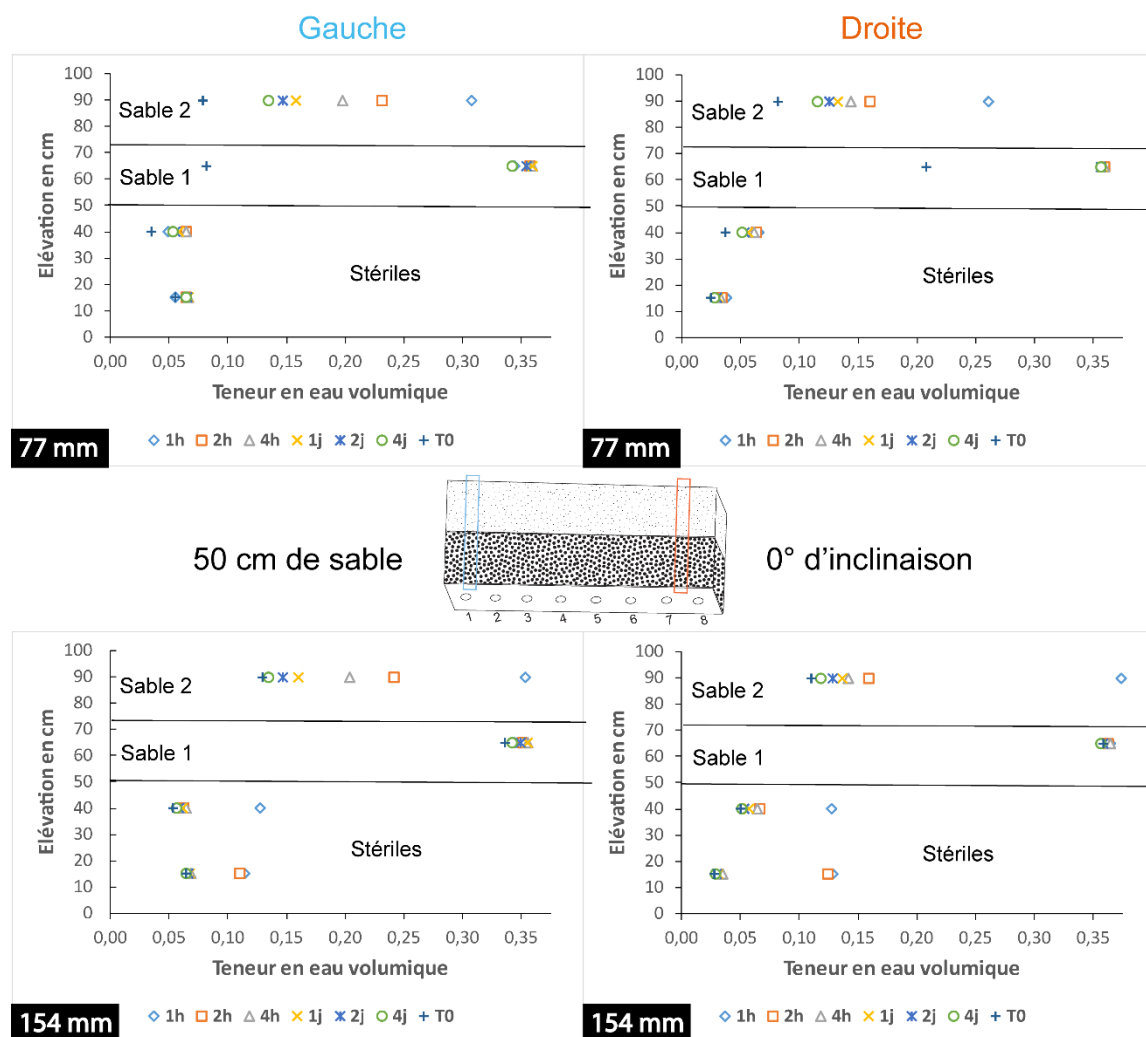 Gauche
Droite
100
90
80
70
60
50
40
30
20
10
0
Elévation en cm
Sable 2
Sable 1
Stériles
0,00 0,05 0,10 0,15 0,20 0,25 0,30 0,35
Teneur en eau volumique
77 mm
1h 2h 4h 1j 2j 4j T0
100
90
80
70
60
50
40
30
20
10
0
Elévation en cm
Sable 2
Sable 1
Stériles
0,00 0,05 0,10 0,15 0,20 0,25 0,30 0,35
Teneur en eau volumique
77 mm
1h 2h 4h 1j 2j 4j T0
50 cm de sable
1 2 3 4 5 6 7 8
0° d'inclinaison
100
90
80
70
60
50
40
30
20
10
0
Elévation en cm
Sable 2
Sable 1
Stériles
0,00 0,05 0,10 0,15 0,20 0,25 0,30 0,35
Teneur en eau volumique
154 mm
1h 2h 4h 1j 2j 4j T0
100
90
80
70
60
50
40
30
20
10
0
Elévation en cm
Sable 2
Sable 1
Stériles
0,00 0,05 0,10 0,15 0,20 0,25 0,30 0,35
Teneur en eau volumique
154 mm
1h 2h 4h 1j 2j 4j T0